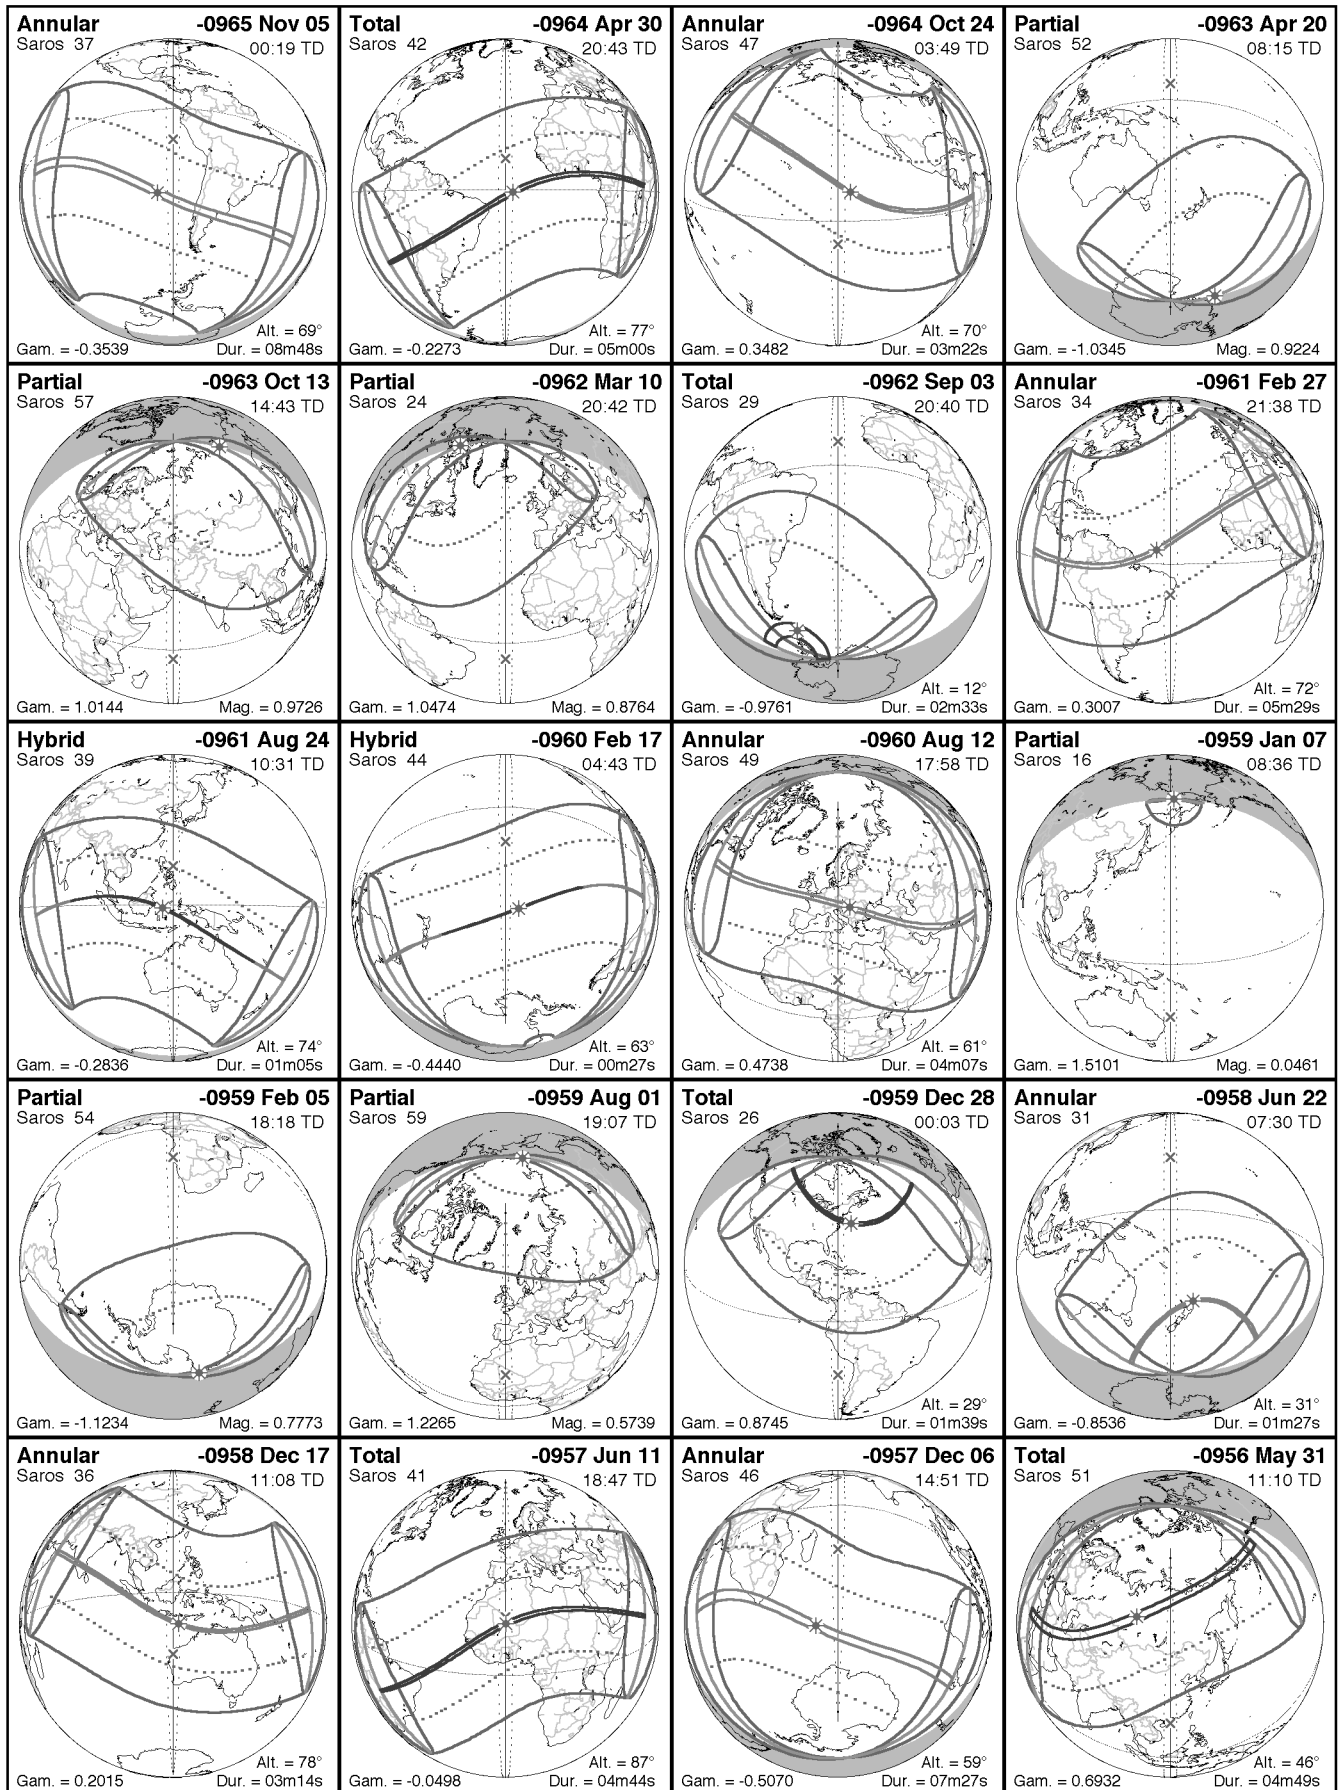 Annular -0965 Nov 05
Saros 37 00:19 TD
Alt. = 69°
Gam. = -0.3539 Dur. = 08m48s
Total -0964 Apr 30
Saros 42 20:43 TD
Alt. = 77°
Gam. = -0.2273 Dur. = 05m00s
Annular -0964 Oct 24
Saros 47 03:49 TD
Alt. = 70°
Gam. = 0.3482 Dur. = 03m22s
Partial -0963 Apr 20
Saros 52 08:15 TD
Gam. = -1.0345 Mag. = 0.9224
Partial -0963 Oct 13
Saros 57 14:43 TD
Gam. = 1.0144 Mag. = 0.9726
Partial -0962 Mar 10
Saros 24 20:42 TD
Gam. = 1.0474 Mag. = 0.8764
Total -0962 Sep 03
Saros 29 20:40 TD
Alt. = 12°
Gam. = -0.9761 Dur. = 02m33s
Annular -0961 Feb 27
Saros 34 21:38 TD
Alt. = 72°
Gam. = 0.3007 Dur. = 05m29s
Hybrid -0961 Aug 24
Saros 39 10:31 TD
Alt. = 74°
Gam. = -0.2836 Dur. = 01m05s
Hybrid -0960 Feb 17
Saros 44 04:43 TD
Alt. = 63°
Gam. = -0.4440 Dur. = 00m27s
Annular -0960 Aug 12
Saros 49 17:58 TD
Alt. = 61°
Gam. = 0.4738 Dur. = 04m07s
Partial -0959 Jan 07
Saros 16 08:36 TD
Gam. = 1.5101 Mag. = 0.0461
Partial -0959 Feb 05
Saros 54 18:18 TD
Gam. = -1.1234 Mag. = 0.7773
Partial -0959 Aug 01
Saros 59 19:07 TD
Gam. = 1.2265 Mag. = 0.5739
Total -0959 Dec 28
Saros 26 00:03 TD
Alt. = 29°
Gam. = 0.8745 Dur. = 01m39s
Annular -0958 Jun 22
Saros 31 07:30 TD
Alt. = 31°
Gam. = -0.8536 Dur. = 01m27s
Annular -0958 Dec 17
Saros 36 11:08 TD
Alt. = 78°
Gam. = 0.2015 Dur. = 03m14s
Total -0957 Jun 11
Saros 41 18:47 TD
Alt. = 87°
Gam. = -0.0498 Dur. = 04m44s
Annular -0957 Dec 06
Saros 46 14:51 TD
Alt. = 59°
Gam. = -0.5070 Dur. = 07m27s
Total -0956 May 31
Saros 51 11:10 TD
Alt. = 46°
Gam. = 0.6932 Dur. = 04m49s